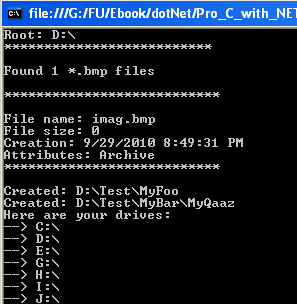 file:///G:/FU/Ebook/dotNet/Pro_C_with_NET
Root: D:\
**************************
Found 1 *.bmp files
***************************
File name: imag.bmp
File size: 0
Creation: 9/29/2010 8:49:31 PM
Attributes: Archive
***************************
Created: D:\Test\MyFoo
Created: D:\Test\MyBar\MyQaaz
Here are your drives:
--> C:\
--> D:\
--> E:\
--> G:\
--> H:\
--> I:\
--> J:\